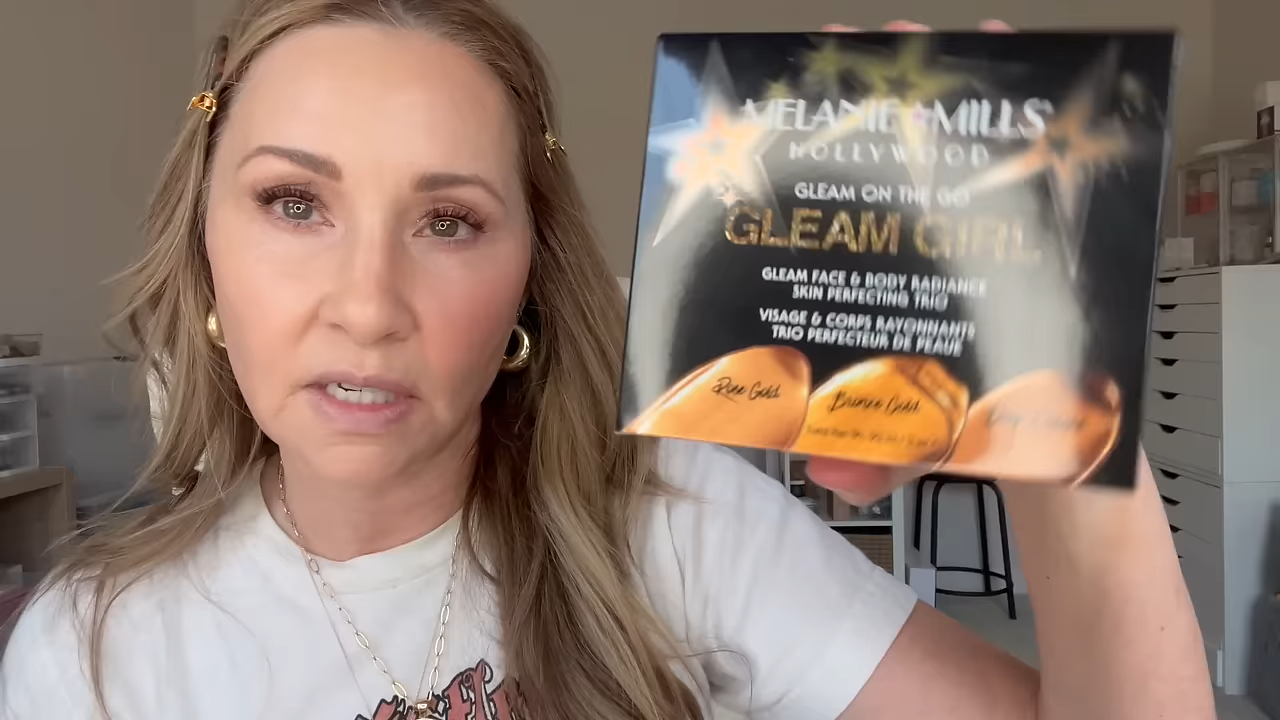 MELANIE MILLS
HOLLYWOOD
GLEAM ON THE GO
GLEAM GIRL
GLEAM FACE & BODY RADIANCE
SKIN PERFECTING TRIO
VISAGE & CORPS RAYONNANTS
TRIO PERFECTEUR DE PEAUE
Rose Gold
Bronze Gold